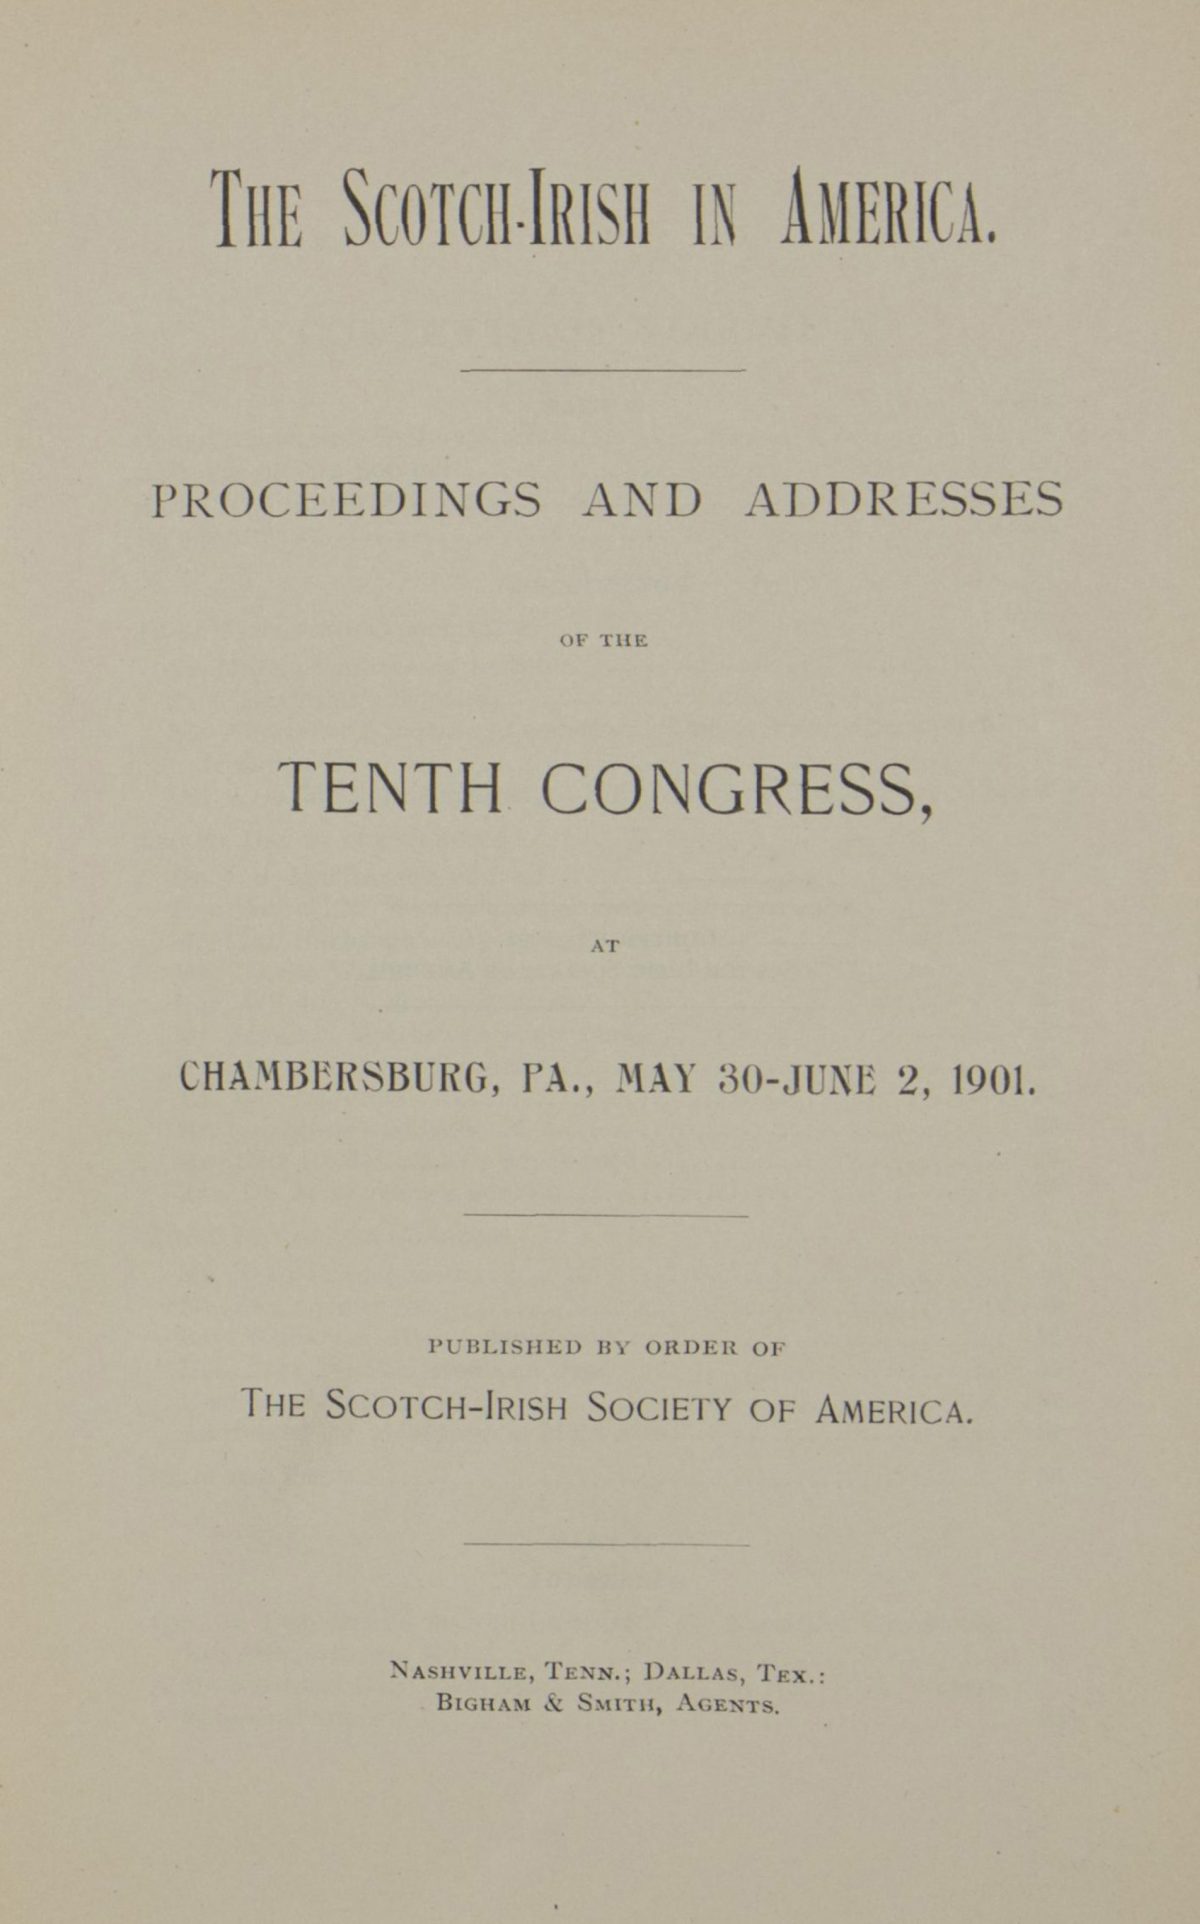 The Scotch-Irish in America.
PROCEEDINGS AND ADDRESSES
OF THE
TENTH CONGRESS,
AT
CHAMBERSBURG, PA., MAY 30-JUNE 2, 1901.
PUBLISHED BY ORDER OF
The Scotch-Irish Society of America.
Nashville, Tenn.; Dallas, Tex.:
Bigham & Smith, Agents.